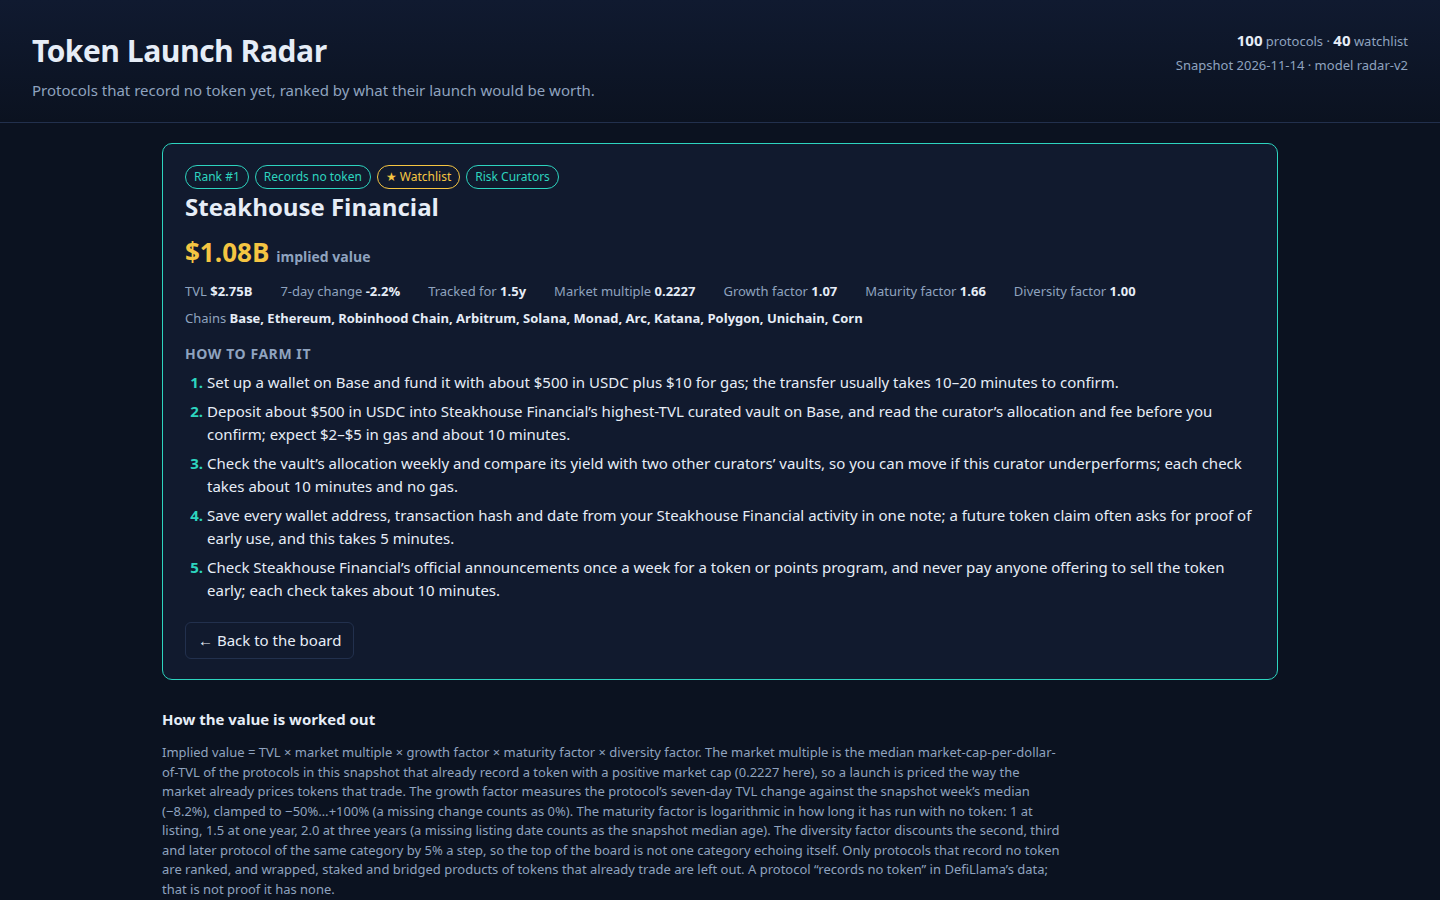 Token Launch Radar
100 protocols · 40 watchlist
Snapshot 2026-11-14 · model radar-v2
Protocols that record no token yet, ranked by what their launch would be worth.
Rank #1 Records no token ★ Watchlist Risk Curators
Steakhouse Financial
$1.08B implied value
TVL $2.75B 7-day change -2.2% Tracked for 1.5y Market multiple 0.2227 Growth factor 1.07 Maturity factor 1.66 Diversity factor 1.00
Chains Base, Ethereum, Robinhood Chain, Arbitrum, Solana, Monad, Arc, Katana, Polygon, Unichain, Corn
HOW TO FARM IT
1. Set up a wallet on Base and fund it with about $500 in USDC plus $10 for gas; the transfer usually takes 10–20 minutes to confirm.
2. Deposit about $500 in USDC into Steakhouse Financial’s highest-TVL curated vault on Base, and read the curator’s allocation and fee before you
confirm; expect $2–$5 in gas and about 10 minutes.
3. Check the vault’s allocation weekly and compare its yield with two other curators’ vaults, so you can move if this curator underperforms; each check
takes about 10 minutes and no gas.
4. Save every wallet address, transaction hash and date from your Steakhouse Financial activity in one note; a future token claim often asks for proof of
early use, and this takes 5 minutes.
5. Check Steakhouse Financial’s official announcements once a week for a token or points program, and never pay anyone offering to sell the token
early; each check takes about 10 minutes.
← Back to the board
How the value is worked out
Implied value = TVL × market multiple × growth factor × maturity factor × diversity factor. The market multiple is the median market-cap-per-dollar-
of-TVL of the protocols in this snapshot that already record a token with a positive market cap (0.2227 here), so a launch is priced the way the
market already prices tokens that trade. The growth factor measures the protocol’s seven-day TVL change against the snapshot week’s median
(−8.2%), clamped to −50%…+100% (a missing change counts as 0%). The maturity factor is logarithmic in how long it has run with no token: 1 at
listing, 1.5 at one year, 2.0 at three years (a missing listing date counts as the snapshot median age). The diversity factor discounts the second, third
and later protocol of the same category by 5% a step, so the top of the board is not one category echoing itself. Only protocols that record no token
are ranked, and wrapped, staked and bridged products of tokens that already trade are left out. A protocol “records no token” in DefiLlama’s data;
that is not proof it has none.